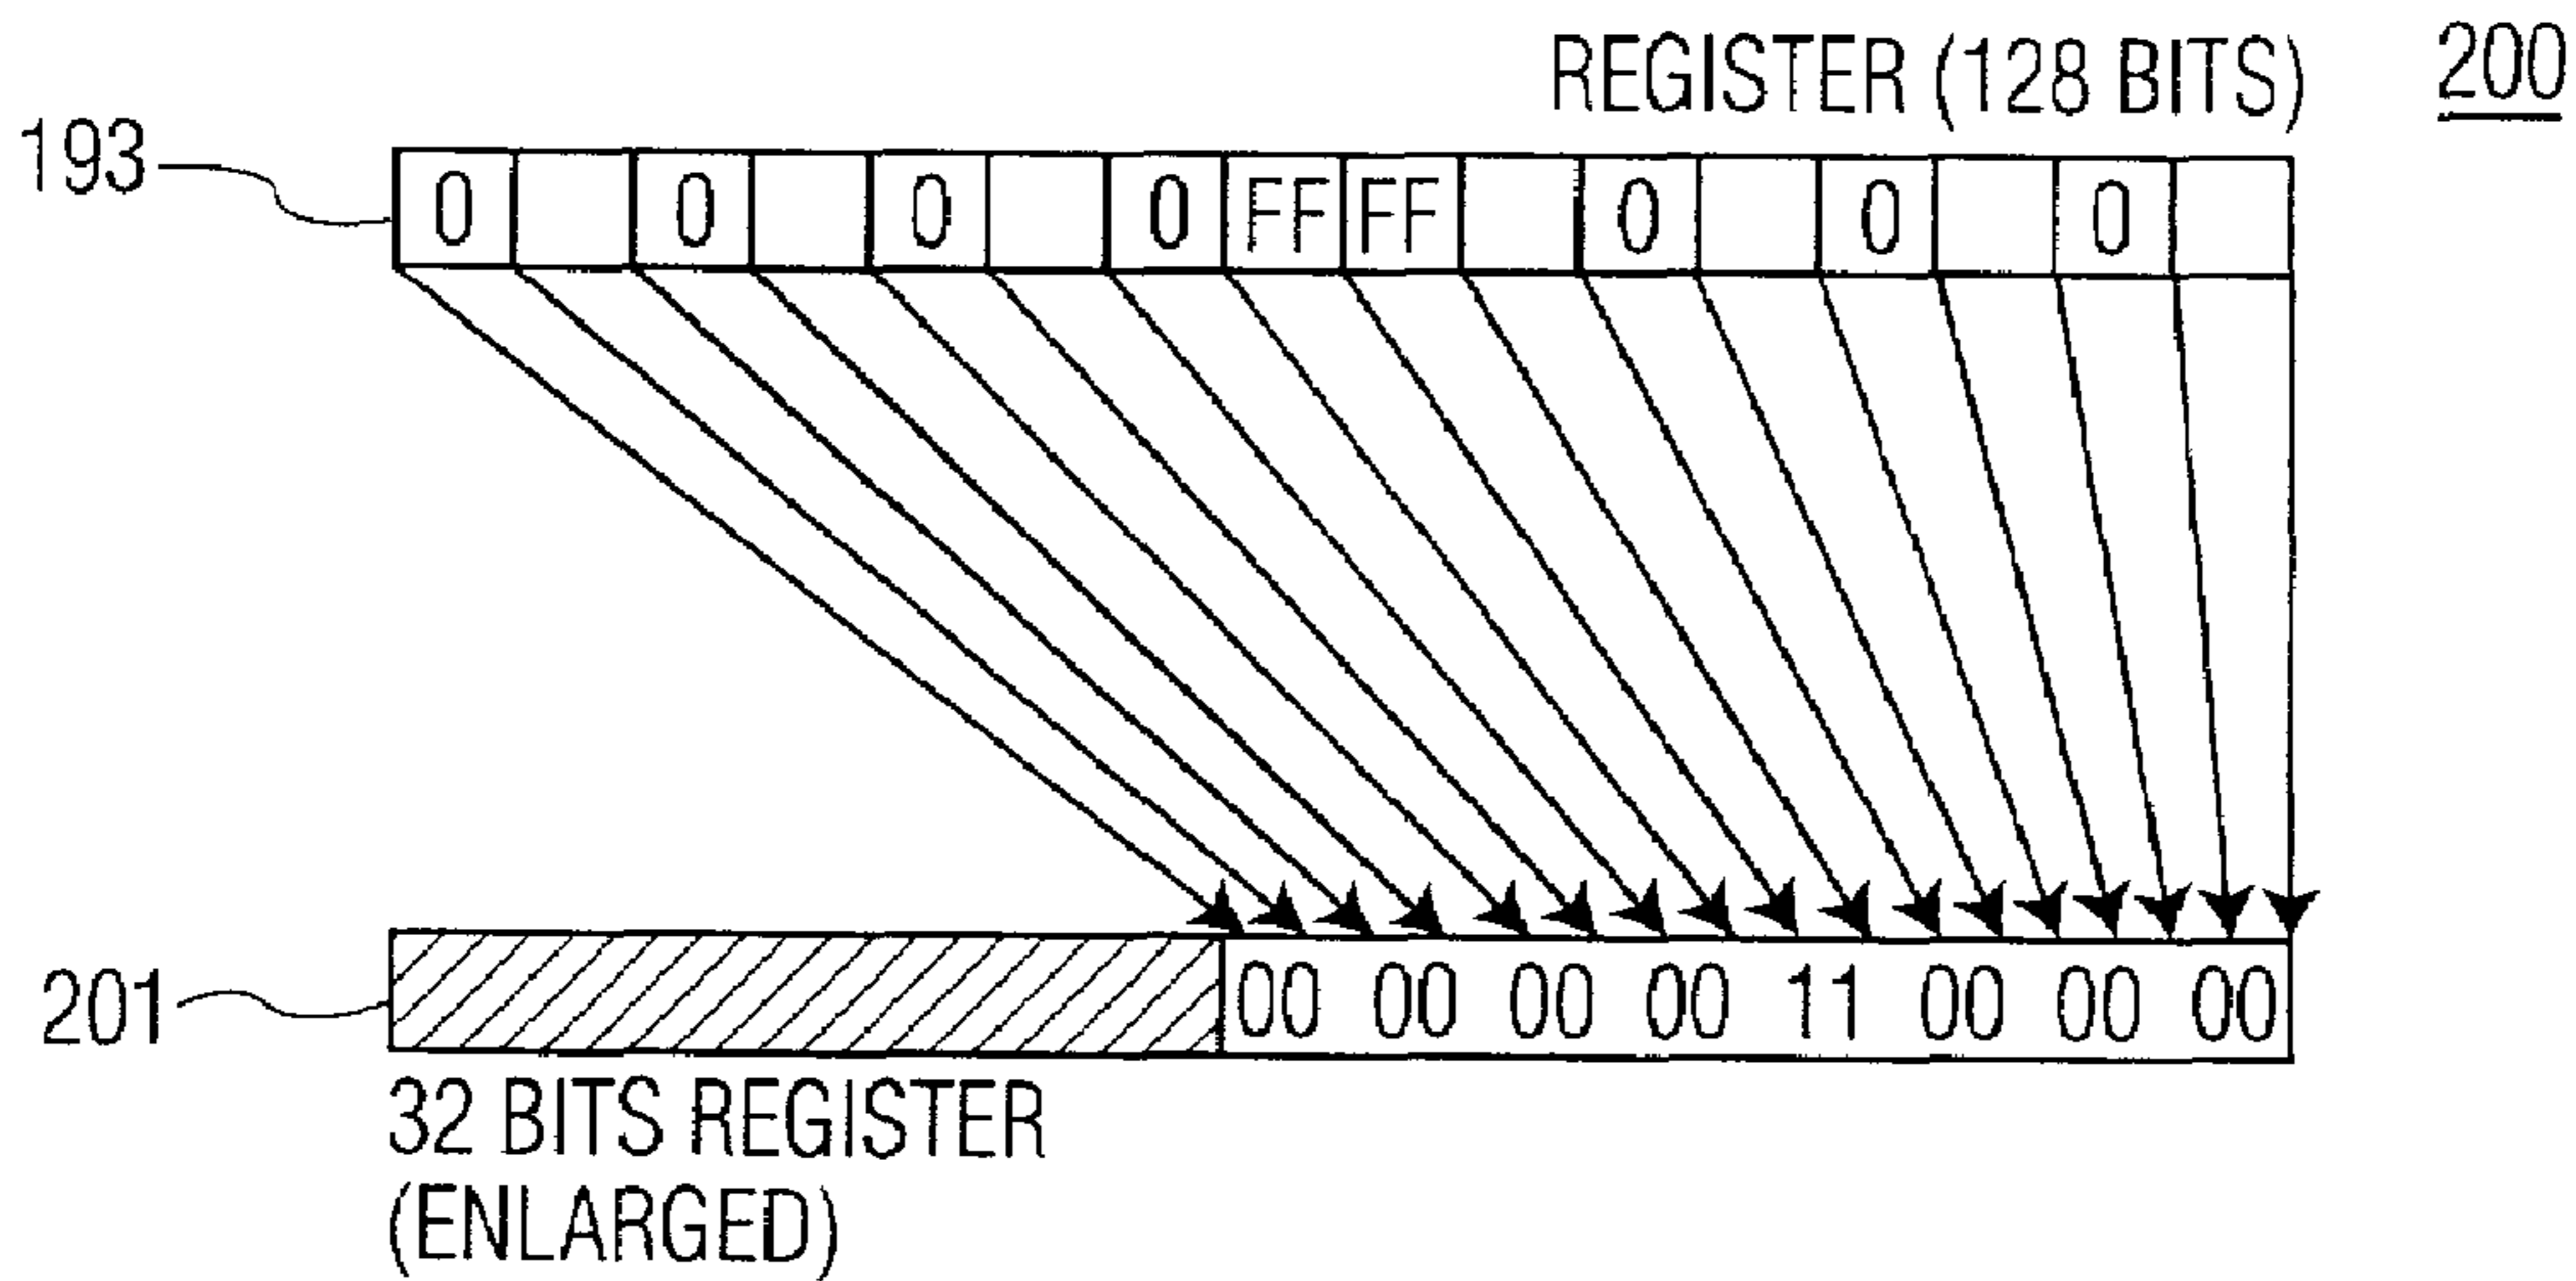 REGISTER (128 BITS) 200
193 0 0 0 0 FF FF 0 0 0
201 00 00 00 00 11 00 00 00
32 BITS REGISTER
(ENLARGED)